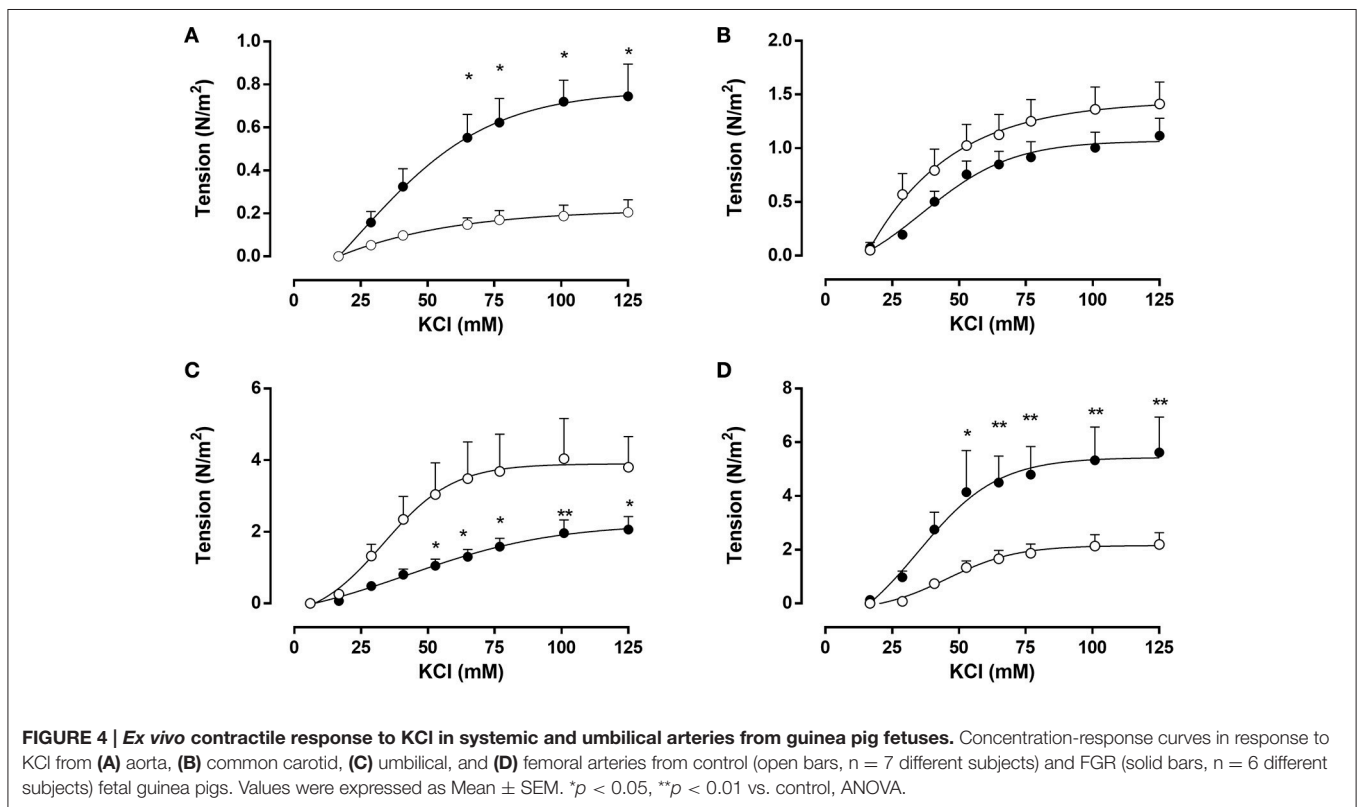 A
Tension (N/m²)
1.0
0.8
0.6
0.4
0.2
0.0
* * * *
0 25 50 75 100 125
KCl (mM)
B
Tension (N/m²)
2.0
1.5
1.0
0.5
0.0
0 25 50 75 100 125
KCl (mM)
C
Tension (N/m²)
6
4
2
0
* * * ** *
0 25 50 75 100 125
KCl (mM)
D
Tension (N/m²)
8
6
4
2
0
* ** ** ** **
0 25 50 75 100 125
KCl (mM)
FIGURE 4 | Ex vivo contractile response to KCl in systemic and umbilical arteries from guinea pig fetuses. Concentration-response curves in response to
KCl from (A) aorta, (B) common carotid, (C) umbilical, and (D) femoral arteries from control (open bars, n = 7 different subjects) and FGR (solid bars, n = 6 different
subjects) fetal guinea pigs. Values were expressed as Mean ± SEM. *p < 0.05, **p < 0.01 vs. control, ANOVA.